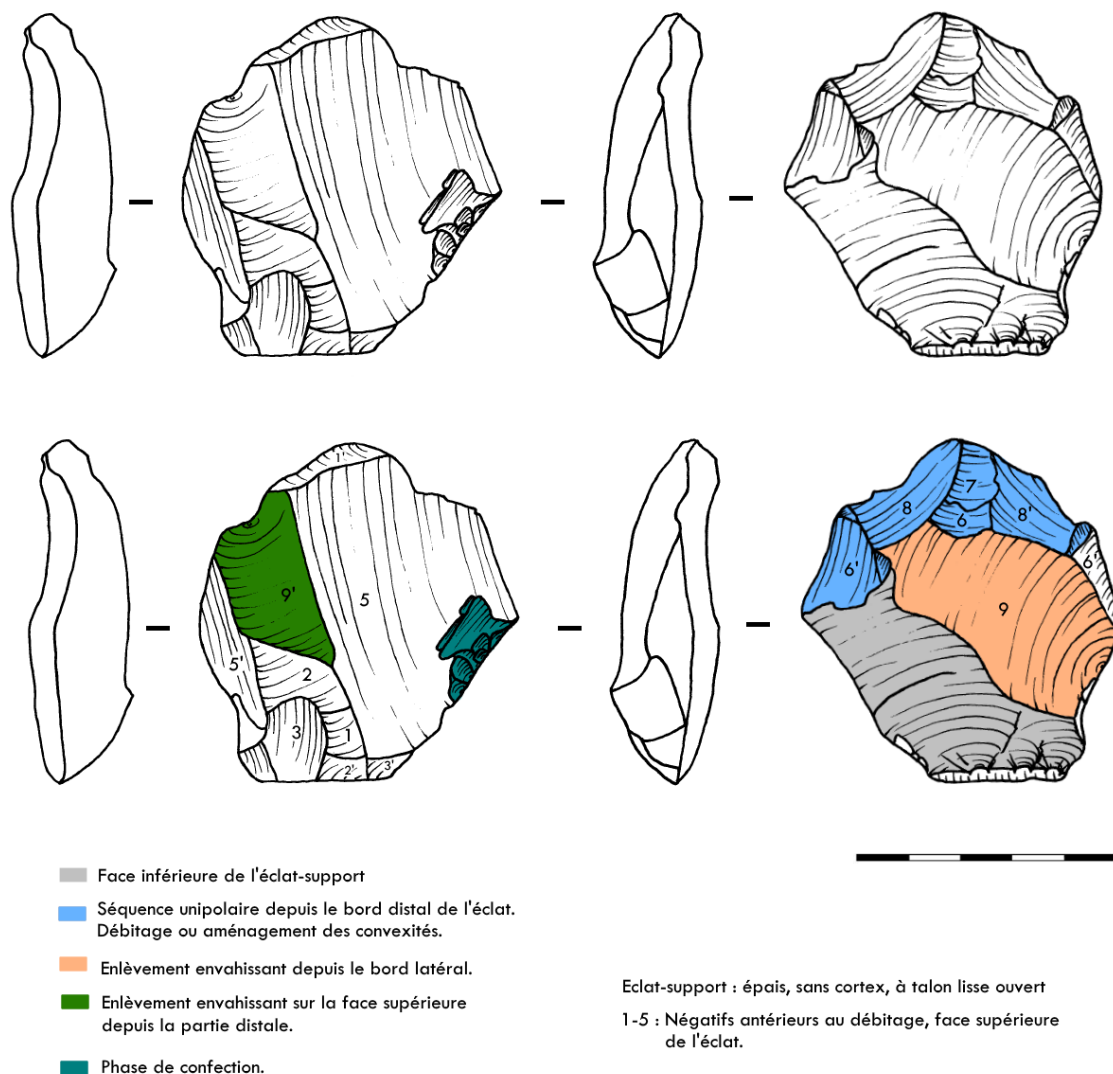 1'
9'
5
5'
2
3
1
2'
3'
7
8
6
8'
6'
6'
9
Face inférieure de l'éclat-support
Séquence unipolaire depuis le bord distal de l'éclat.
Débitage ou aménagement des convexités.
Enlèvement envahissant depuis le bord latéral.
Enlèvement envahissant sur la face supérieure
depuis la partie distale.
Phase de confection.
Eclat-support : épais, sans cortex, à talon lisse ouvert
1-5 : Négatifs antérieurs au débitage, face supérieure
de l'éclat.